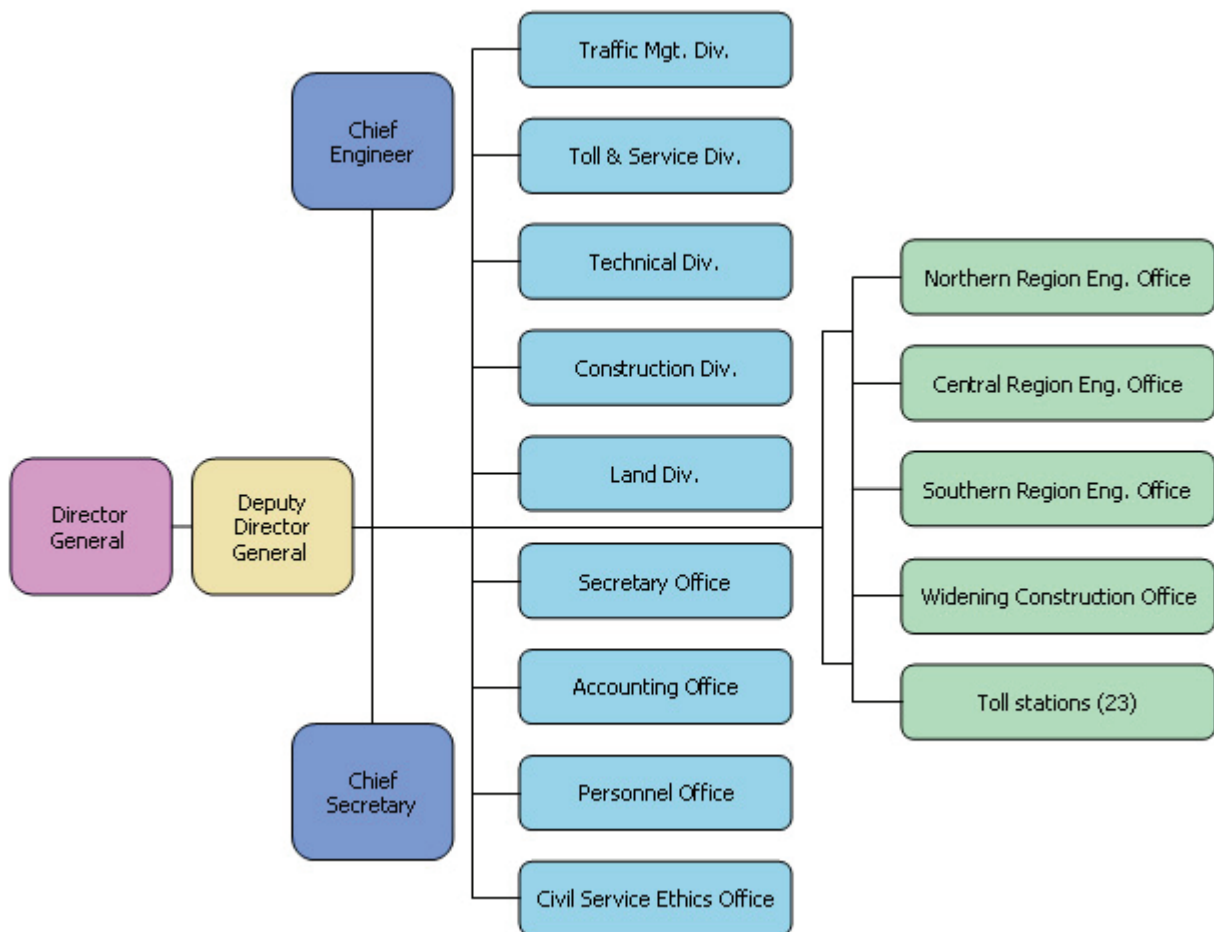 Director
General
Deputy
Director
General
Chief
Engineer
Chief
Secretary
Traffic Mgt. Div.
Toll & Service Div.
Technical Div.
Construction Div.
Land Div.
Secretary Office
Accounting Office
Personnel Office
Civil Service Ethics Office
Northern Region Eng. Office
Central Region Eng. Office
Southern Region Eng. Office
Widening Construction Office
Toll stations (23)